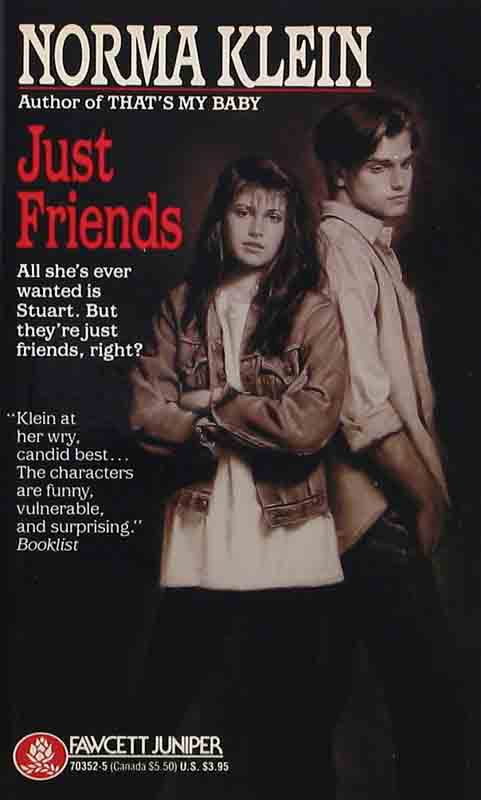 NORMA KLEIN
Author of THAT'S MY BABY
Just
Friends
All she's ever
wanted is
Stuart. But
they're just
friends, right?
"Klein at
her wry,
candid best...
The characters
are funny,
vulnerable,
and surprising."
Booklist
FAWCETT JUNIPER
70352-5 (Canada $5.50) U.S. $3.95